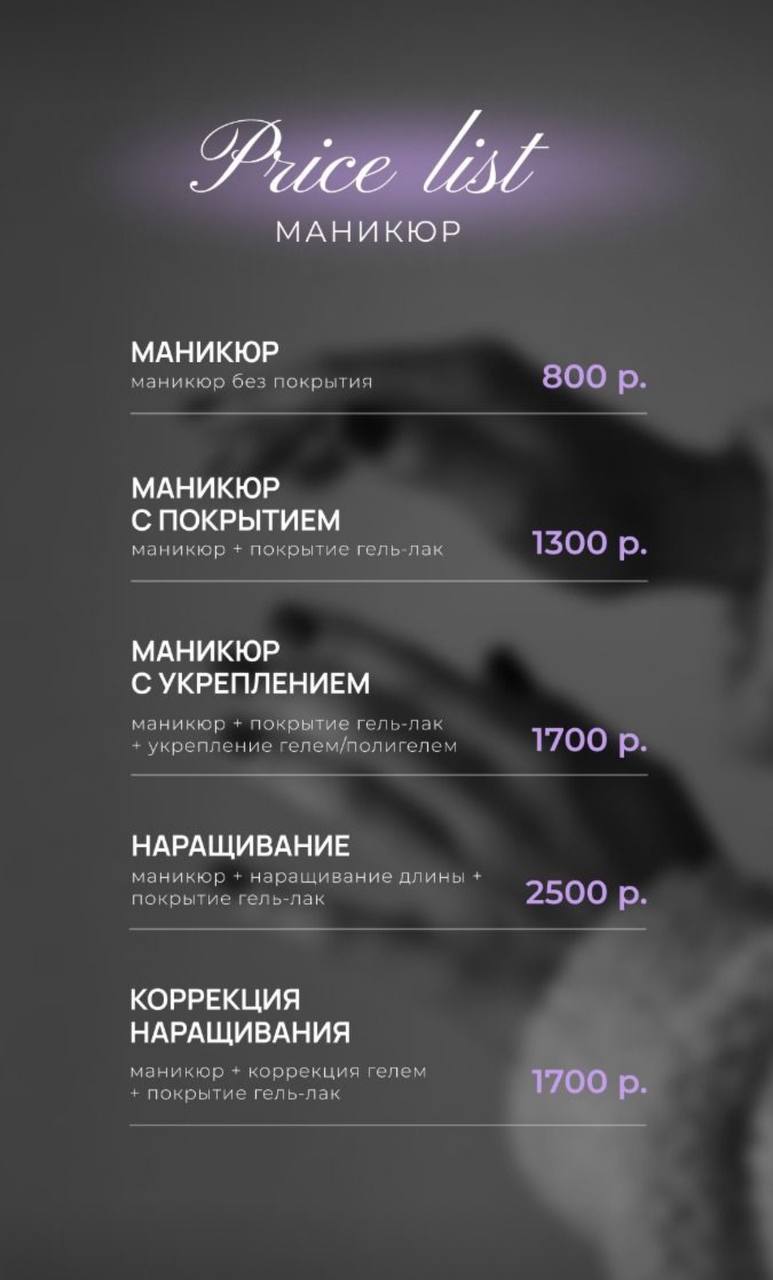 Price list
МАНИКЮР
МАНИКЮР
маникюр без покрытия
800 р.
МАНИКЮР
С ПОКРЫТИЕМ
маникюр + покрытие гель-лак
1300 р.
МАНИКЮР
С УКРЕПЛЕНИЕМ
маникюр + покрытие гель-лак
+ укрепление гелем/полигелем
1700 р.
НАРАЩИВАНИЕ
маникюр + наращивание длины +
покрытие гель-лак
2500 р.
КОРРЕКЦИЯ
НАРАЩИВАНИЯ
маникюр + коррекция гелем
+ покрытие гель-лак
1700 р.